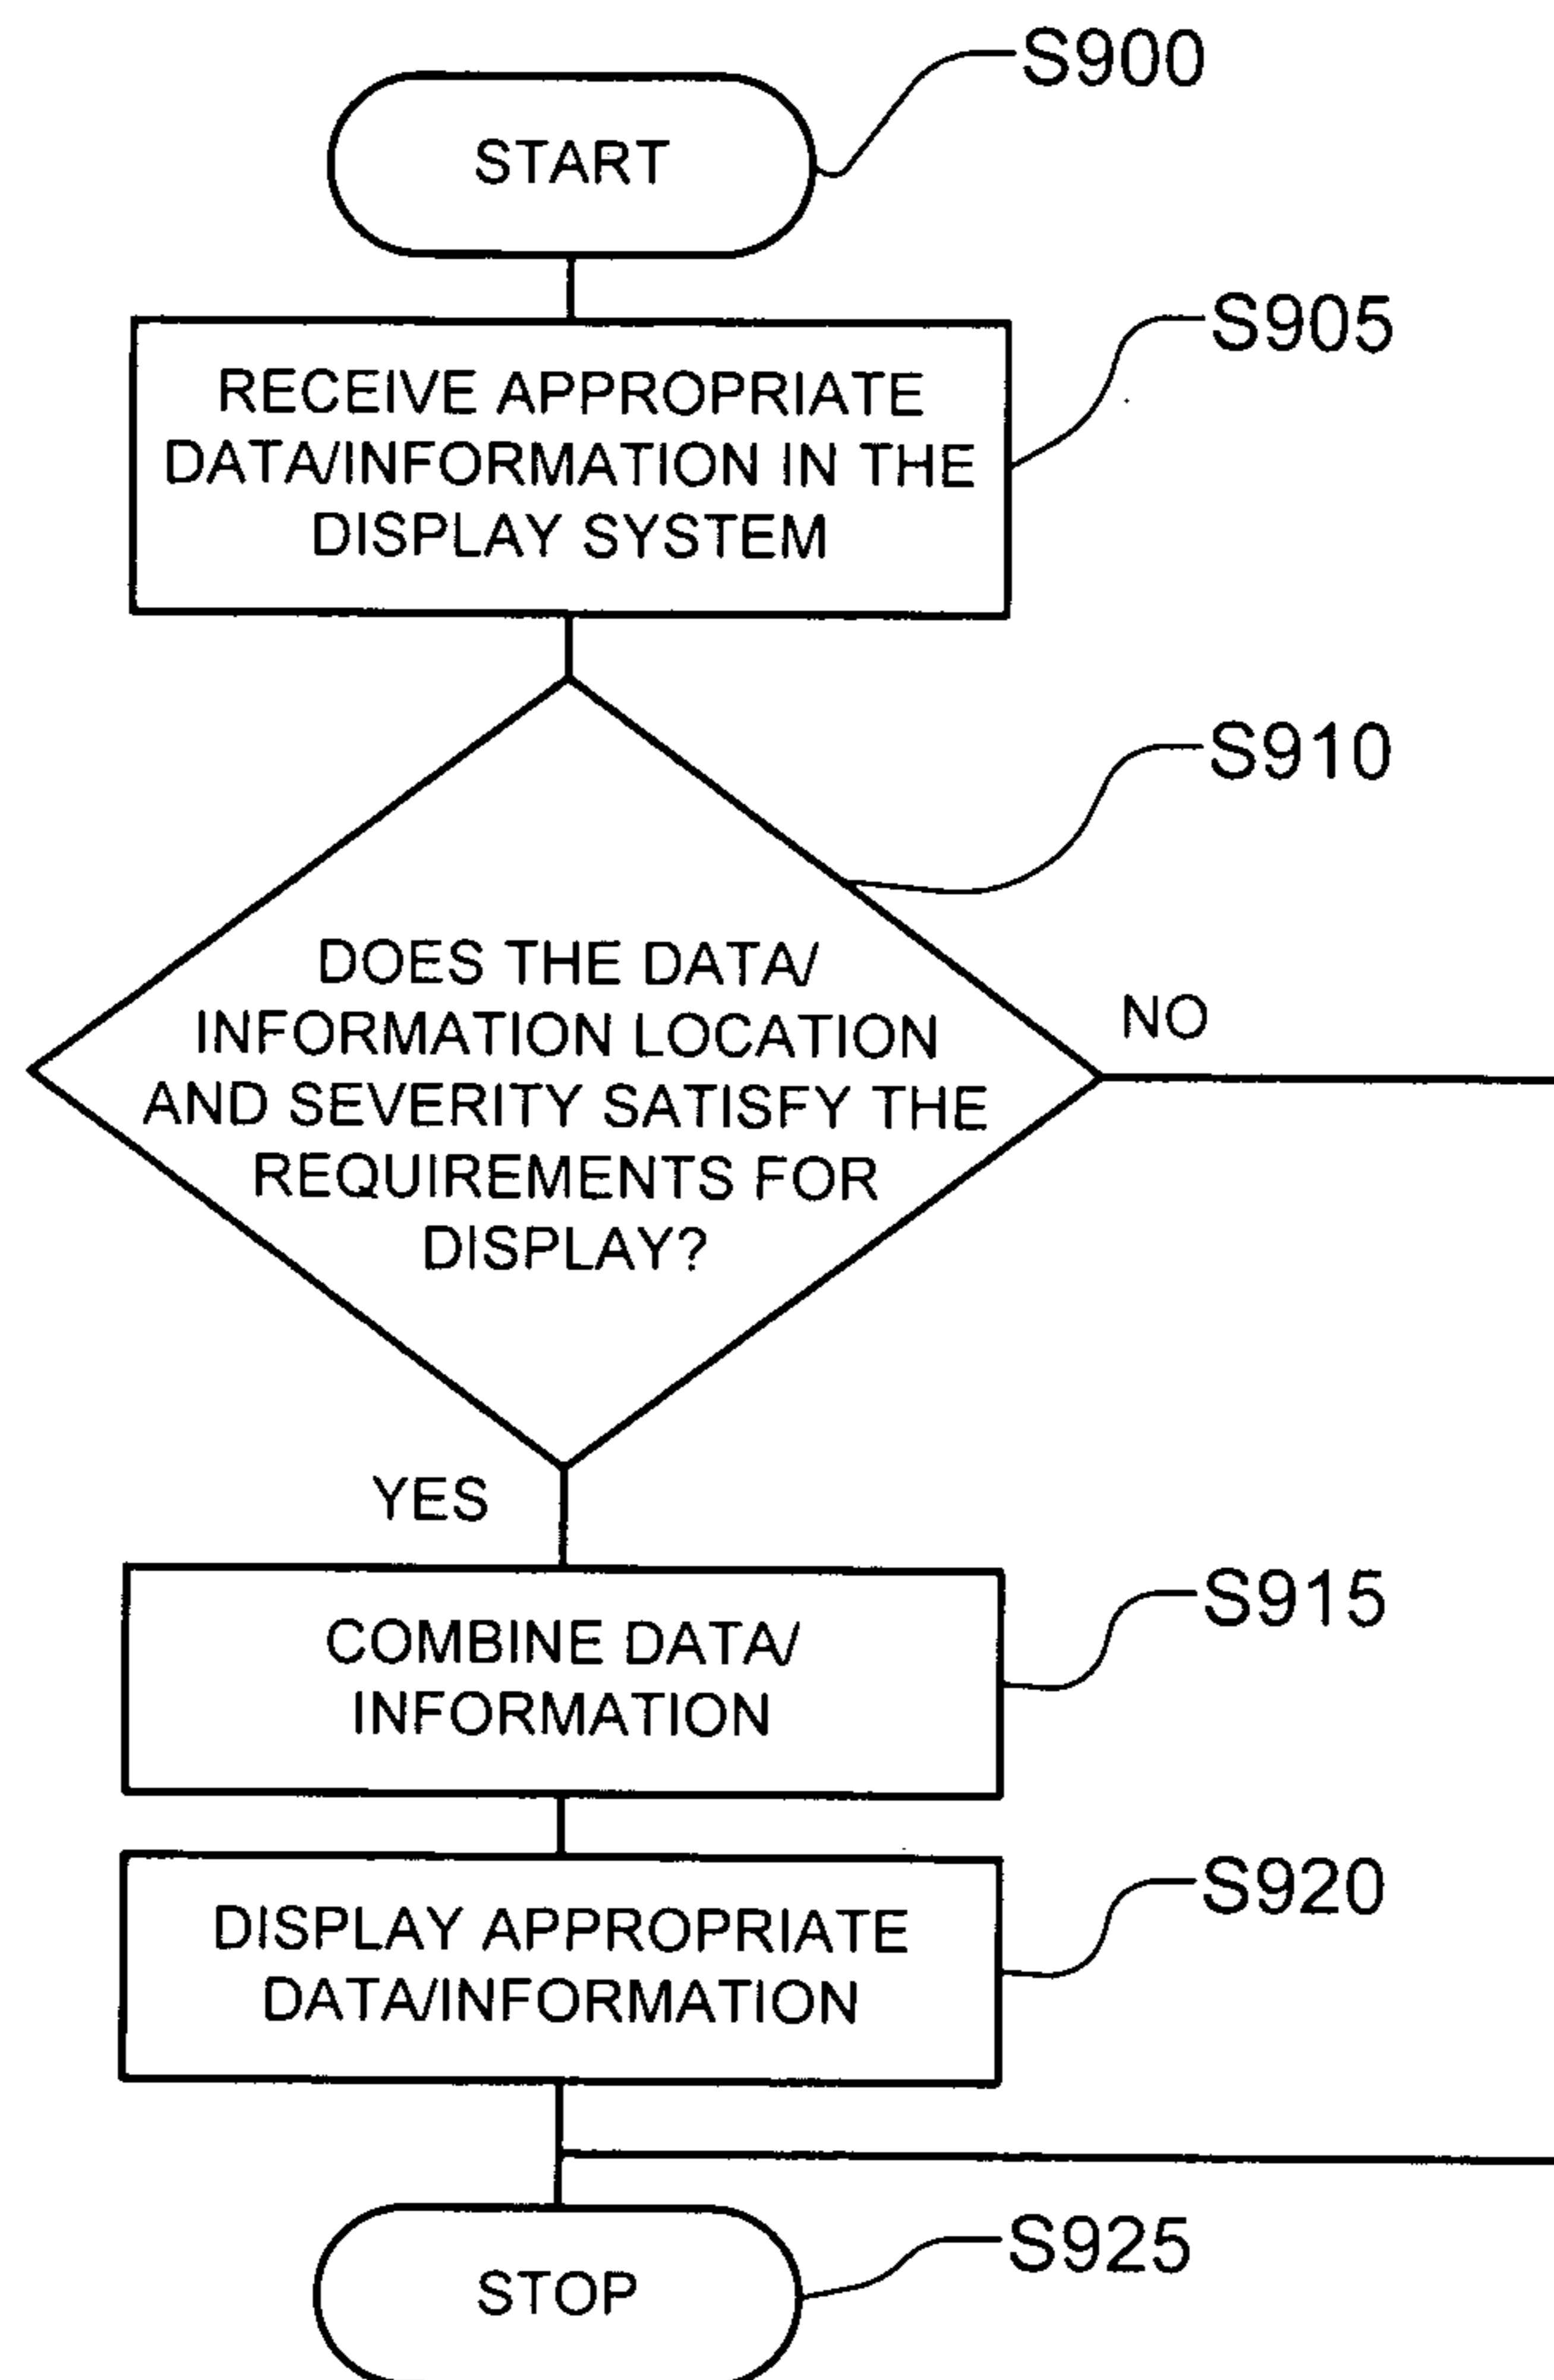 S900
START
S905
RECEIVE APPROPRIATE
DATA/INFORMATION IN THE
DISPLAY SYSTEM
S910
DOES THE DATA/
INFORMATION LOCATION
AND SEVERITY SATISFY THE
REQUIREMENTS FOR
DISPLAY?
NO
YES
S915
COMBINE DATA/
INFORMATION
S920
DISPLAY APPROPRIATE
DATA/INFORMATION
S925
STOP